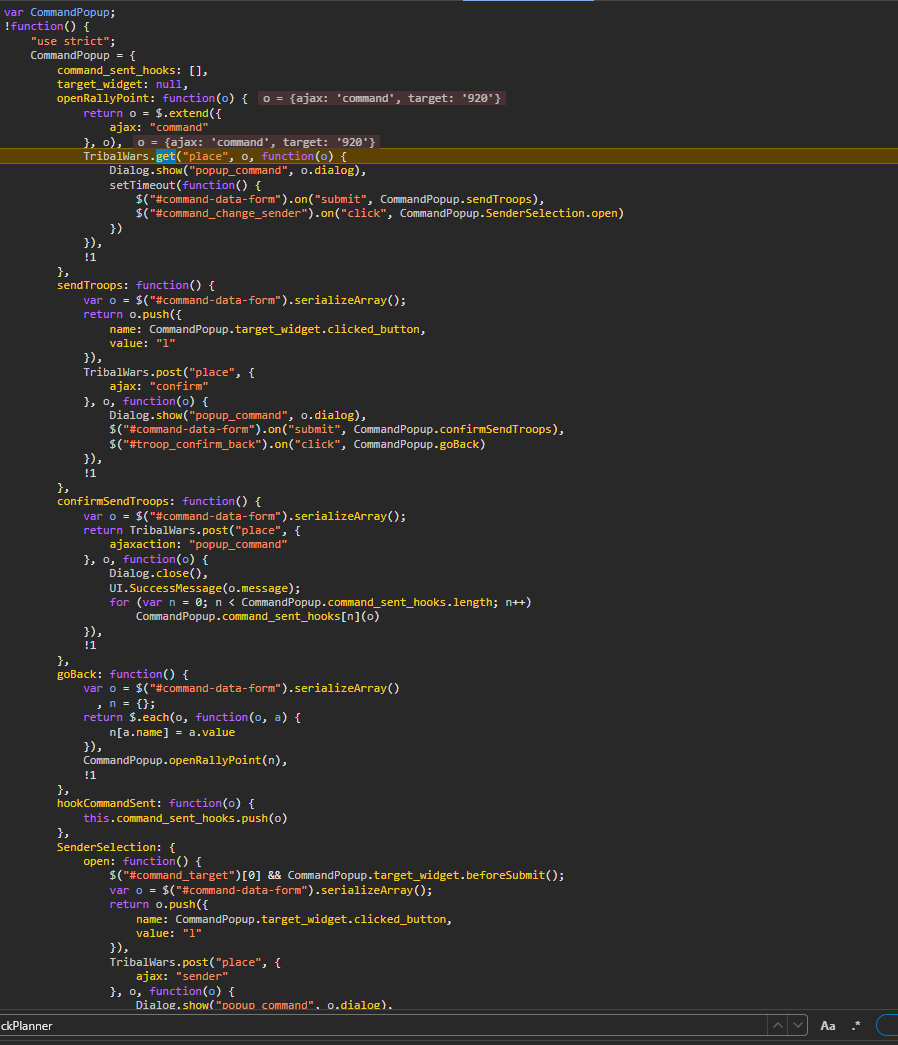 var CommandPopup;
!function() {
    "use strict";
    CommandPopup = {
        command_sent_hooks: [],
        target_widget: null,
        openRallyPoint: function(o) {  o = {ajax: 'command', target: '920'}
            return o = $.extend({
                ajax: "command"
            }, o),  o = {ajax: 'command', target: '920'}
            TribalWars.get("place", o, function(o) {
                Dialog.show("popup_command", o.dialog),
                setTimeout(function() {
                    $("#command-data-form").on("submit", CommandPopup.sendTroops),
                    $("#command_change_sender").on("click", CommandPopup.SenderSelection.open)
                })
            }),
            !1
        },
        sendTroops: function() {
            var o = $("#command-data-form").serializeArray();
            return o.push({
                name: CommandPopup.target_widget.clicked_button,
                value: "l"
            }),
            TribalWars.post("place", {
                ajax: "confirm"
            }, o, function(o) {
                Dialog.show("popup_command", o.dialog),
                $("#command-data-form").on("submit", CommandPopup.confirmSendTroops),
                $("#troop_confirm_back").on("click", CommandPopup.goBack)
            }),
            !1
        },
        confirmSendTroops: function() {
            var o = $("#command-data-form").serializeArray();
            return TribalWars.post("place", {
                ajaxaction: "popup_command"
            }, o, function(o) {
                Dialog.close(),
                UI.SuccessMessage(o.message);
                for (var n = 0; n < CommandPopup.command_sent_hooks.length; n++)
                    CommandPopup.command_sent_hooks[n](o)
            }),
            !1
        },
        goBack: function() {
            var o = $("#command-data-form").serializeArray()
              , n = {};
            return $.each(o, function(o, a) {
                n[a.name] = a.value
            }),
            CommandPopup.openRallyPoint(n),
            !1
        },
        hookCommandSent: function(o) {
            this.command_sent_hooks.push(o)
        },
        SenderSelection: {
            open: function() {
                $("#command_target")[0] && CommandPopup.target_widget.beforeSubmit();
                var o = $("#command-data-form").serializeArray();
                return o.push({
                    name: CommandPopup.target_widget.clicked_button,
                    value: "l"
                }),
                TribalWars.post("place", {
                    ajax: "sender"
                }, o, function(o) {
                    Dialog.show("popup_command", o.dialog),
ckPlanner Aa .*